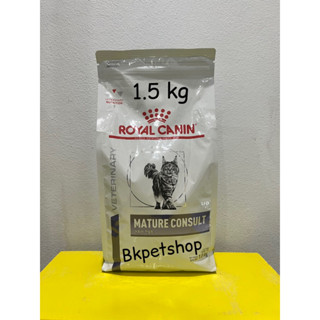 1.5 kg
ROYAL CANIN
VETERINARY
MATURE CONSULT
Bkpetshop